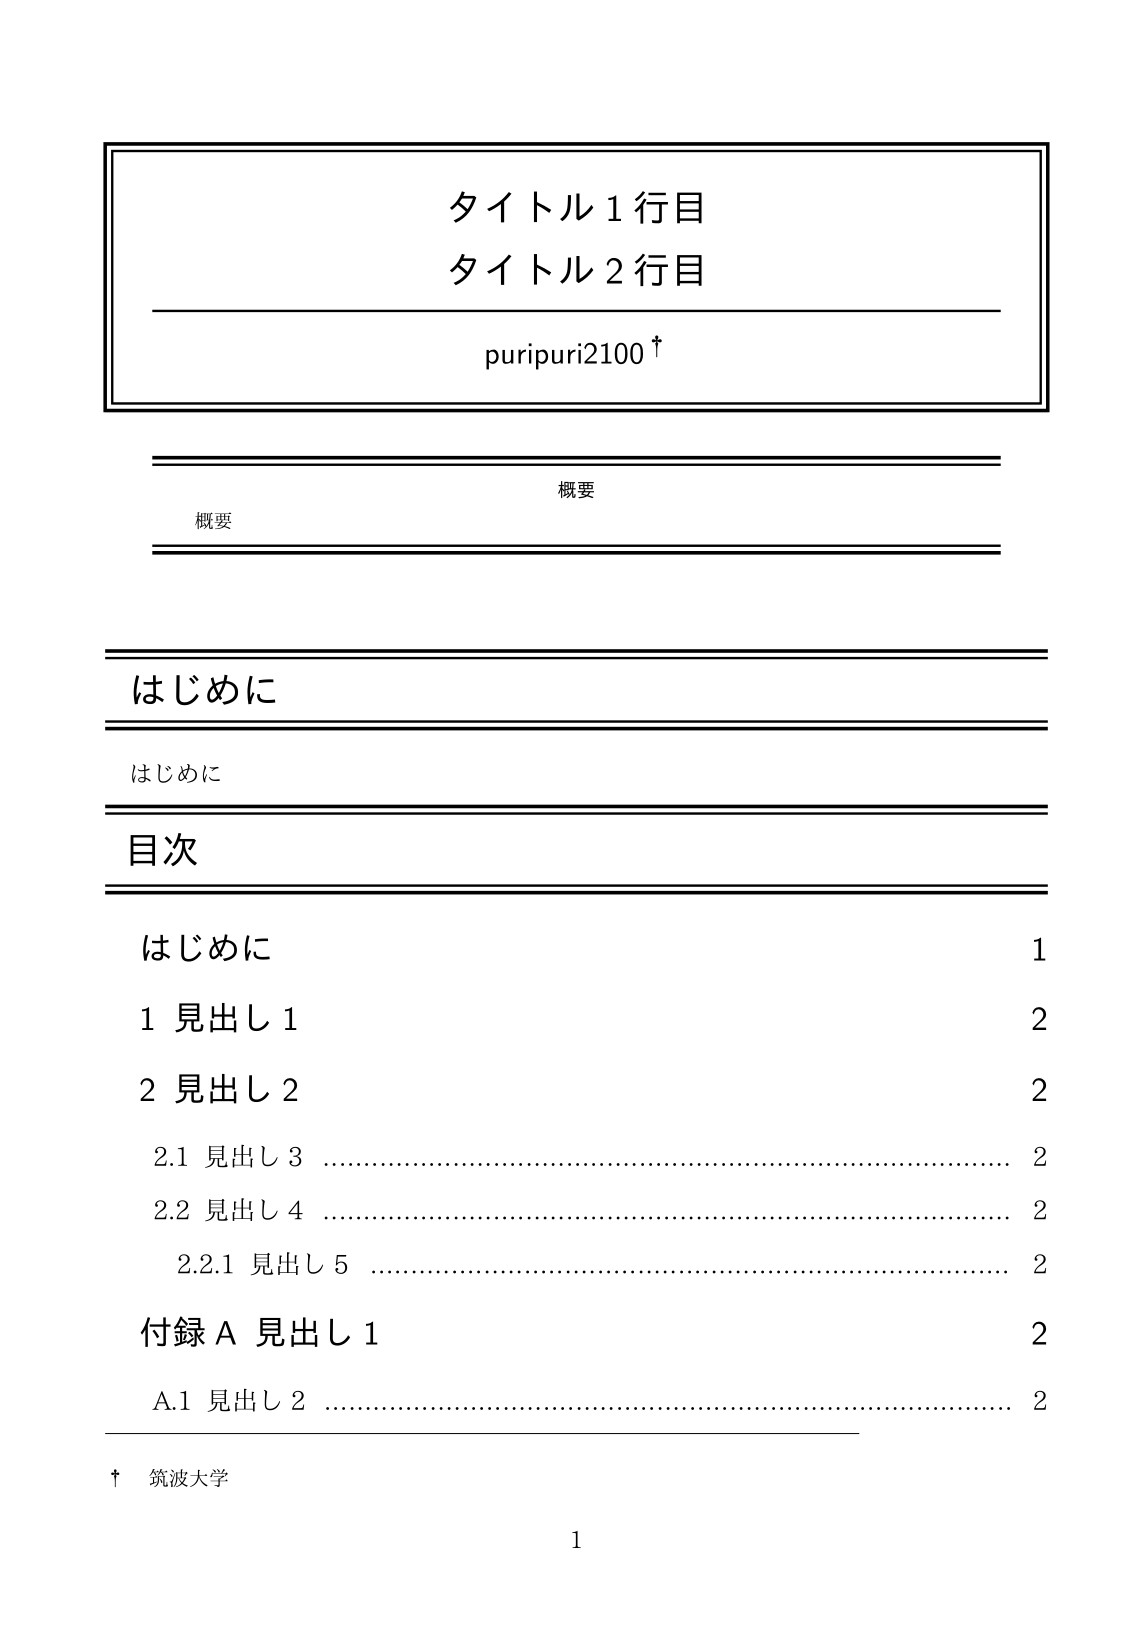 タイトル 1 行目
タイトル 2 行目
puripuri2100 †
概要
概要
はじめに
はじめに
目次
はじめに 1
1 見出し 1 2
2 見出し 2 2
2.1 見出し 3 ........................................................................................ 2
2.2 見出し 4 ........................................................................................ 2
2.2.1 見出し 5 .................................................................................. 2
付録 A 見出し 1 2
A.1 見出し 2 ........................................................................................ 2
† 筑波大学
1